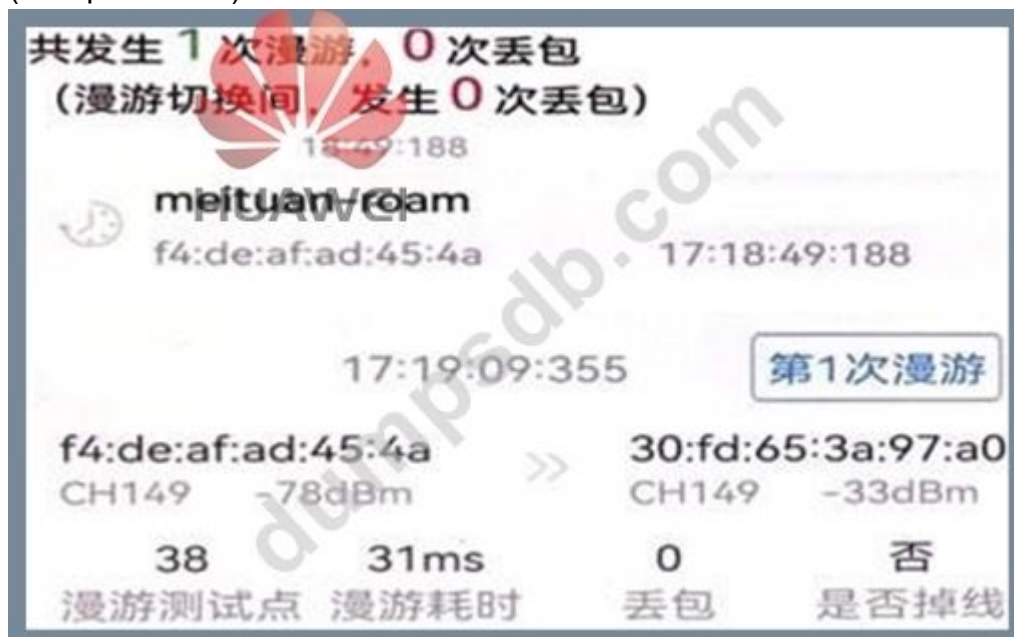 共发生 1 次漫游, 0 次丢包
(漫游切换间, 发生 0 次丢包)
18:49:188
HUAWEI
meituan-roam
f4:de:af:ad:45:4a 17:18:49:188
17:19:09:355 第1次漫游
f4:de:af:ad:45:4a >> 30:fd:65:3a:97:a0
CH149 -78dBm CH149 -33dBm
38 31ms 0 否
漫游测试点 漫游耗时 丢包 是否掉线
dumpsdb.com